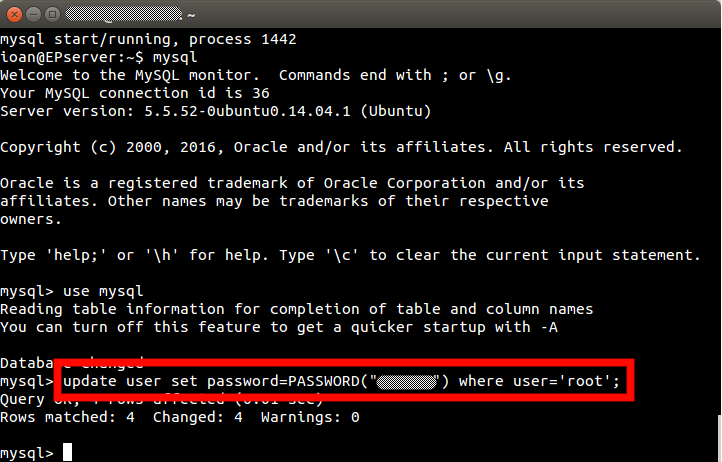 : ~
mysql start/running, process 1442
ioan@EPserver:~$ mysql
Welcome to the MySQL monitor.  Commands end with ; or \g.
Your MySQL connection id is 36
Server version: 5.5.52-0ubuntu0.14.04.1 (Ubuntu)
Copyright (c) 2000, 2016, Oracle and/or its affiliates. All rights reserved.
Oracle is a registered trademark of Oracle Corporation and/or its
affiliates. Other names may be trademarks of their respective
owners.
Type 'help;' or '\h' for help. Type '\c' to clear the current input statement.
mysql> use mysql
Reading table information for completion of table and column names
You can turn off this feature to get a quicker startup with -A
Database changed
mysql> update user set password=PASSWORD("") where user='root';
Query OK, 4 rows affected (0.01 sec)
Rows matched: 4  Changed: 4  Warnings: 0
mysql>